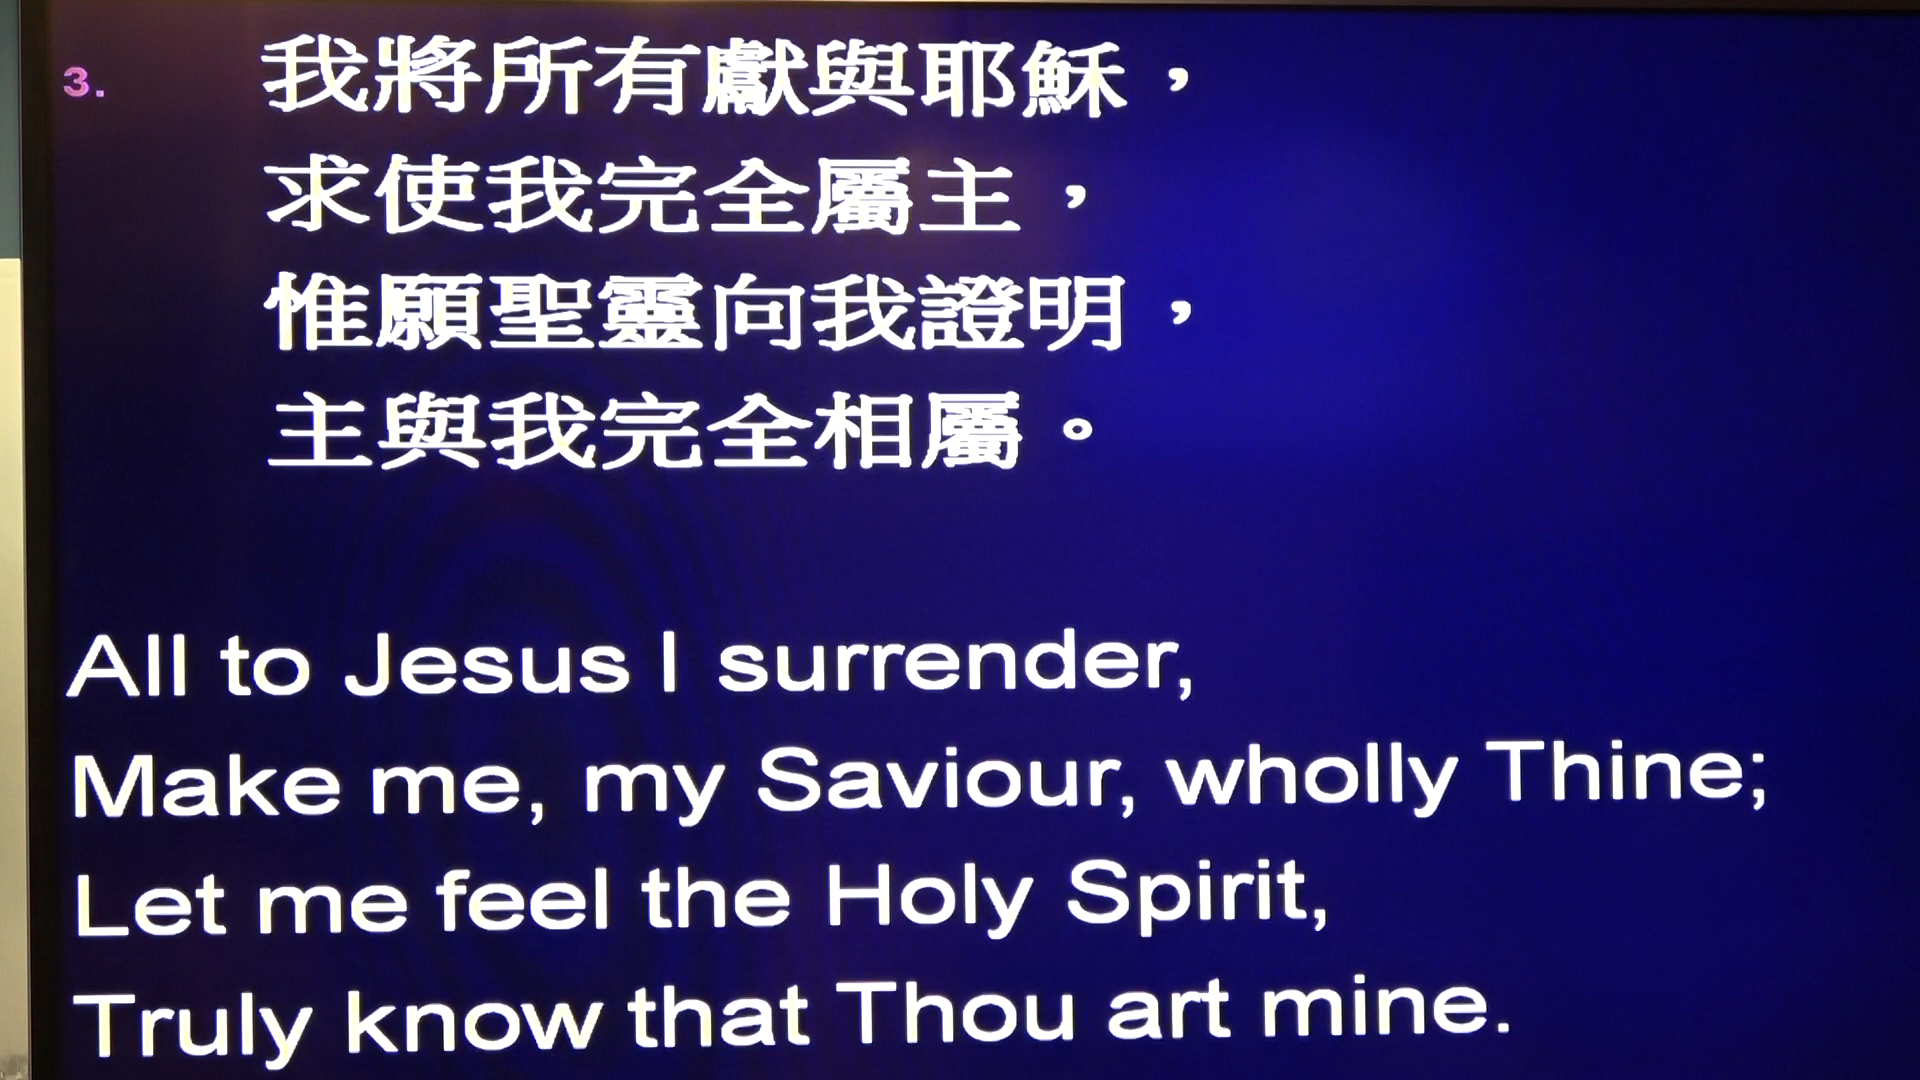 3. 我將所有獻與耶穌，
求使我完全屬主，
惟願聖靈向我證明，
主與我完全相屬。
All to Jesus I surrender,
Make me, my Saviour, wholly Thine;
Let me feel the Holy Spirit,
Truly know that Thou art mine.